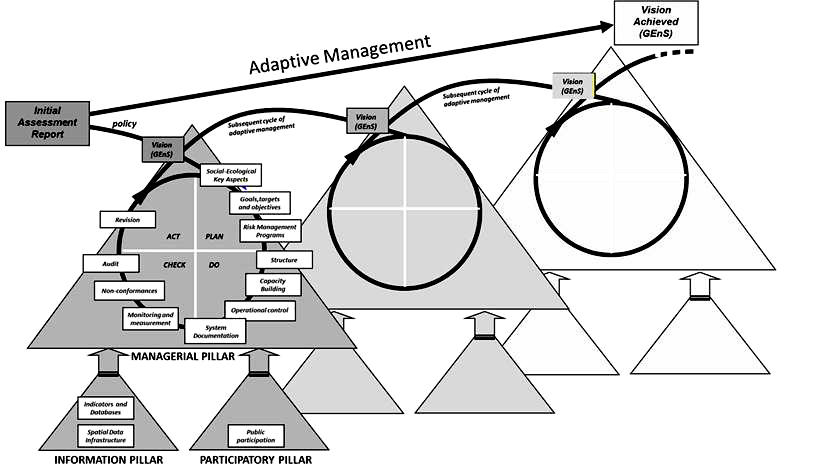 Vision
Achieved
(GEnS)
Adaptive Management
Initial
Assessment
Report
policy
Vision
(GEnS)
Subsequent cycle of
adaptive management
Vision
(GEnS)
Subsequent cycle of
adaptive management
Vision
(GEnS)
Social-Ecological
Key Aspects
Goals,targets
and objectives
Risk Management
Programs
Structure
Capacity
Building
Operational control
System
Documentation
Monitoring and
measurement
Non-conformances
Audit
Revision
ACT
PLAN
CHECK
DO
MANAGERIAL PILLAR
Indicators and
Databases
Spatial Data
Infrastructure
INFORMATION PILLAR
Public
participation
PARTICIPATORY PILLAR